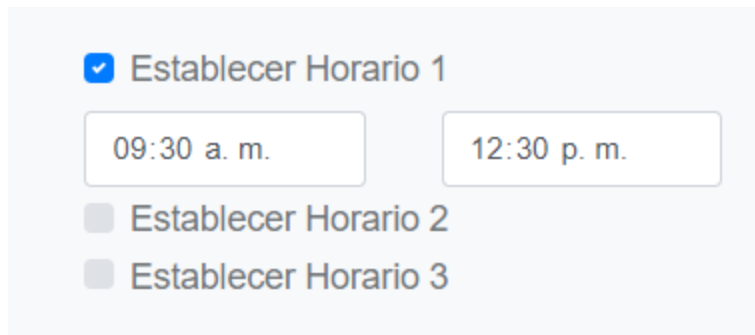 Establecer Horario 1
09:30 a. m. 12:30 p. m.
Establecer Horario 2
Establecer Horario 3